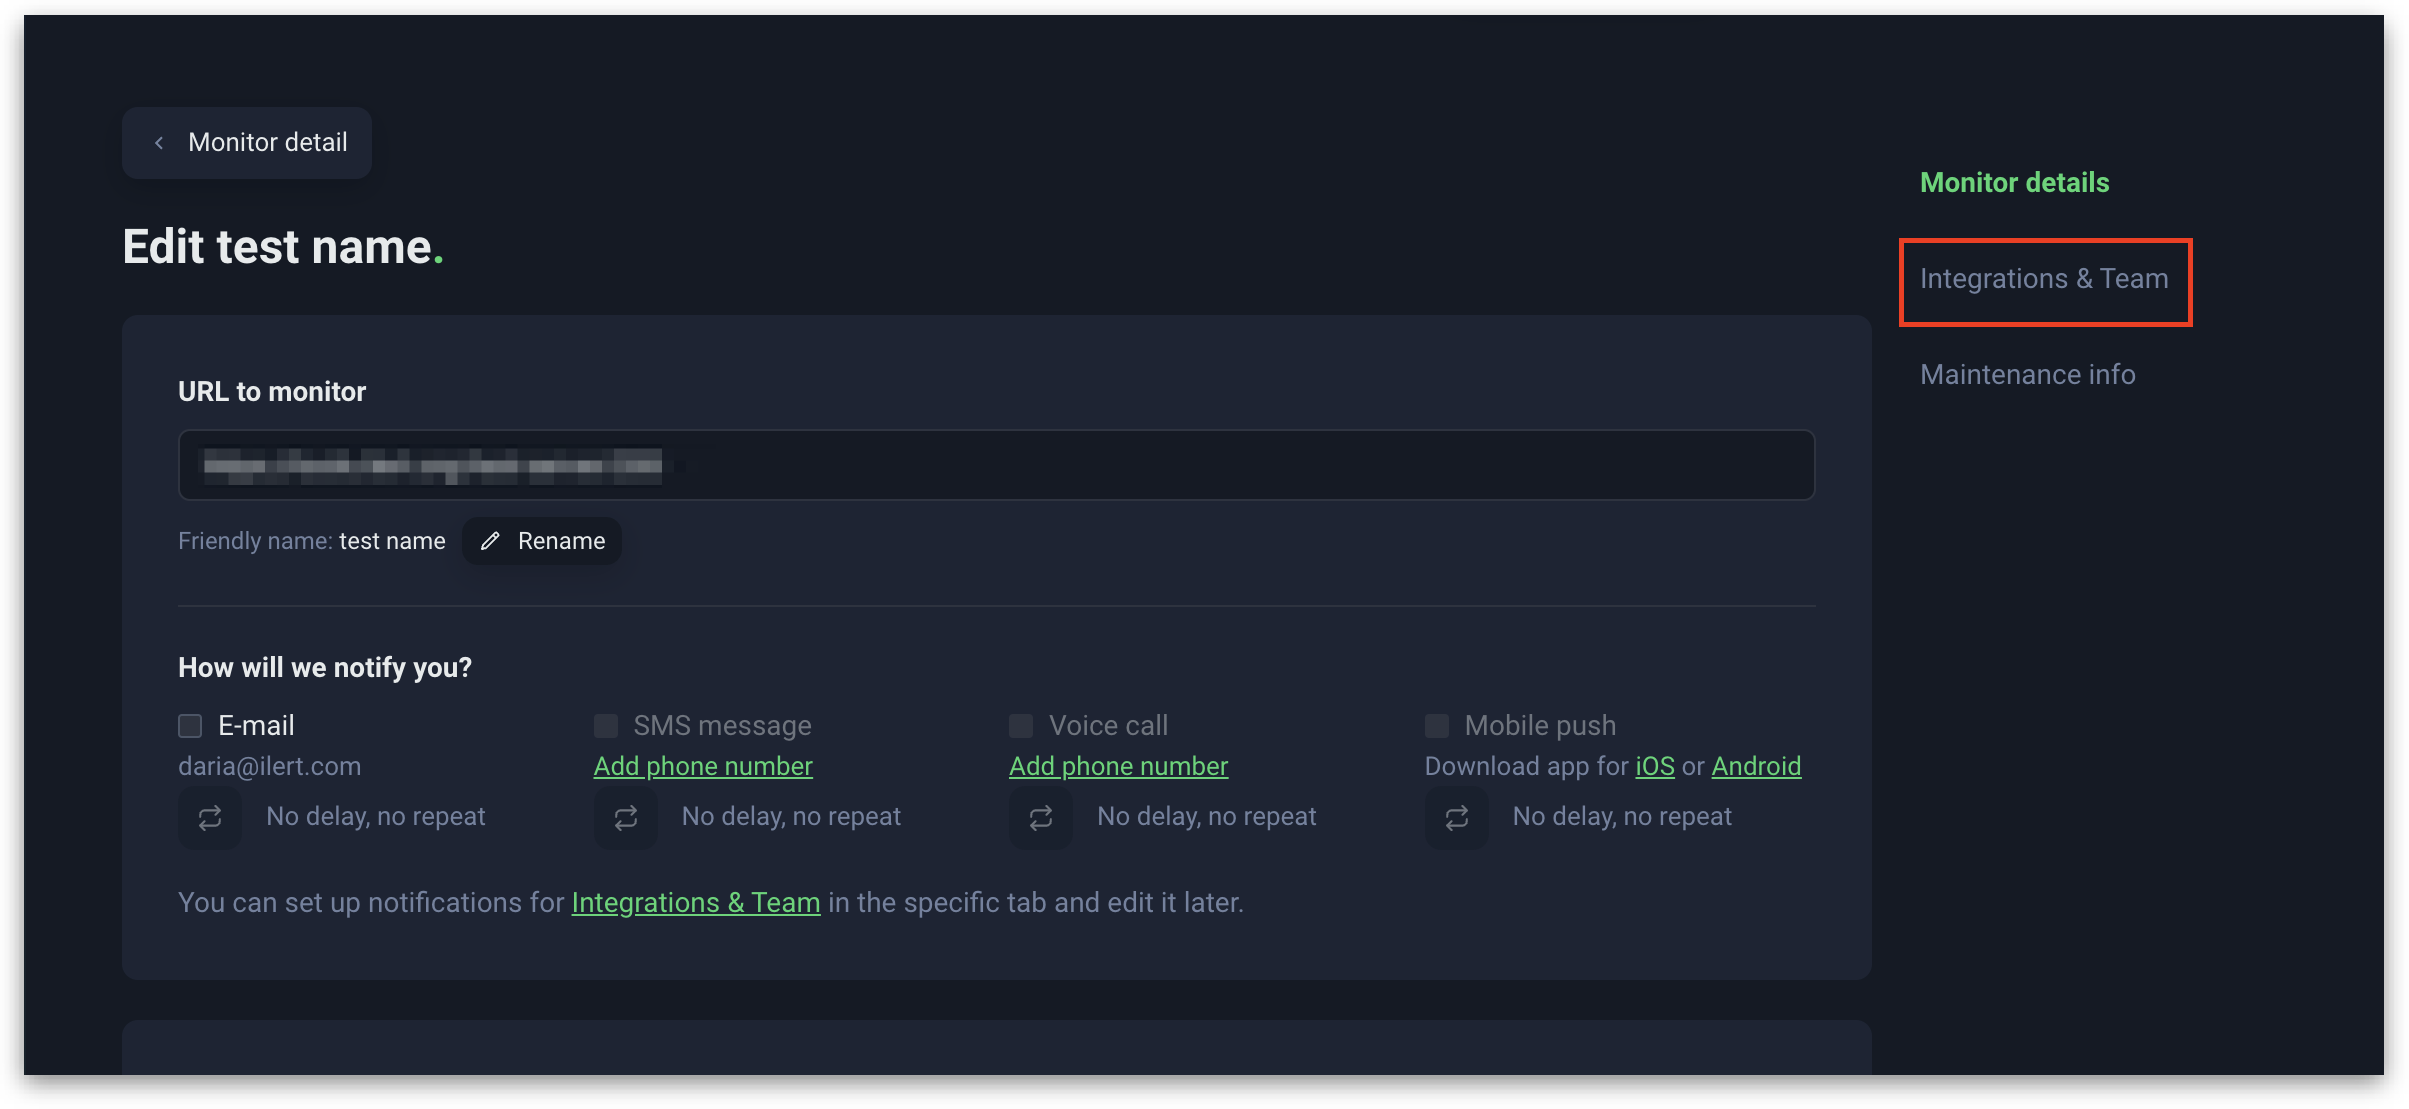 Monitor detail
Edit test name.
URL to monitor
Friendly name: test name Rename
How will we notify you?
E-mail
daria@ilert.com
No delay, no repeat
SMS message
Add phone number
No delay, no repeat
Voice call
Add phone number
No delay, no repeat
Mobile push
Download app for iOS or Android
No delay, no repeat
You can set up notifications for Integrations & Team in the specific tab and edit it later.
Monitor details
Integrations & Team
Maintenance info